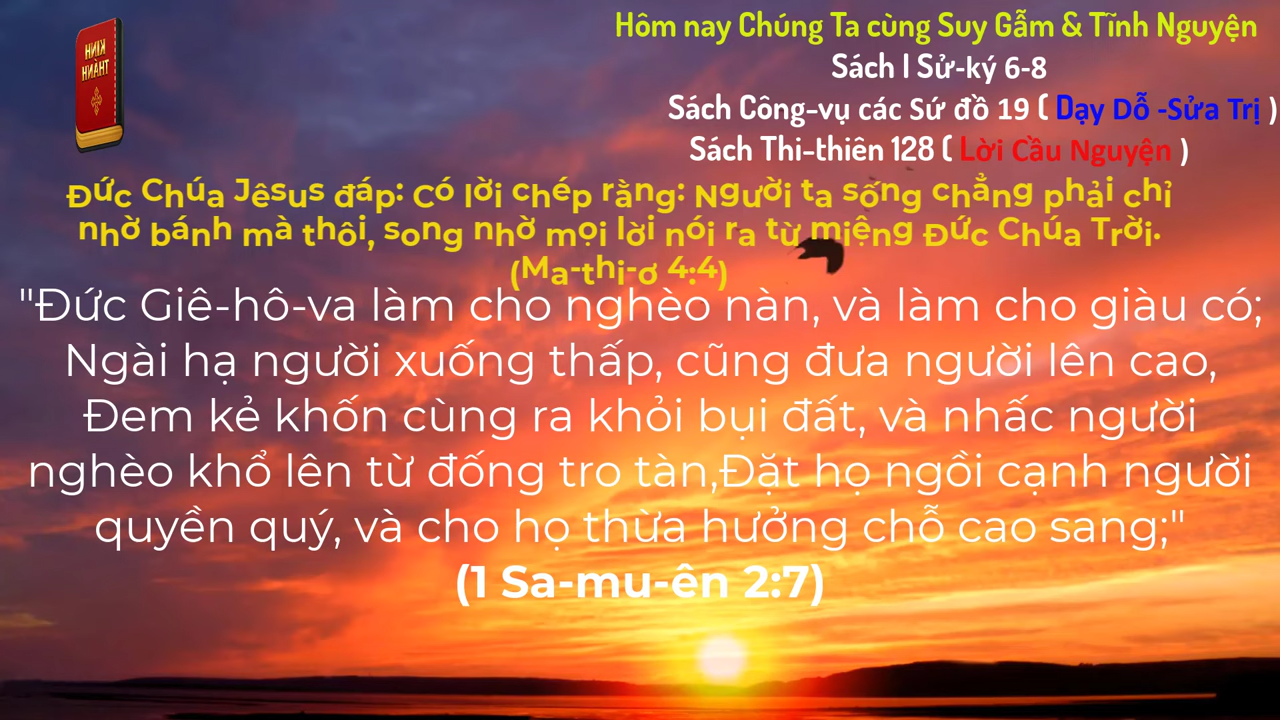 KINH
THÁNH
Hôm nay Chúng Ta cùng Suy Gẫm & Tĩnh Nguyện
Sách I Sử-ký 6-8
Sách Công-vụ các Sứ đồ 19 ( Dạy Dỗ -Sửa Trị )
Sách Thi-thiên 128 ( Lời Cầu Nguyện )
Đức Chúa Jêsus đáp: Có lời chép rằng: Người ta sống chẳng phải chỉ
nhờ bánh mà thôi, song nhờ mọi lời nói ra từ miệng Đức Chúa Trời.
(Ma-thi-ơ 4:4)
"Đức Giê-hô-va làm cho nghèo nàn, và làm cho giàu có;
Ngài hạ người xuống thấp, cũng đưa người lên cao,
Đem kẻ khốn cùng ra khỏi bụi đất, và nhấc người
nghèo khổ lên từ đống tro tàn,Đặt họ ngồi cạnh người
quyền quý, và cho họ thừa hưởng chỗ cao sang;"
(1 Sa-mu-ên 2:7)